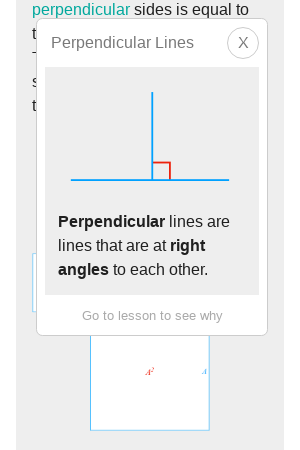 perpendicular sides is equal to
Perpendicular Lines
X
Perpendicular lines are
lines that are at right
angles to each other.
Go to lesson to see why
A²
A